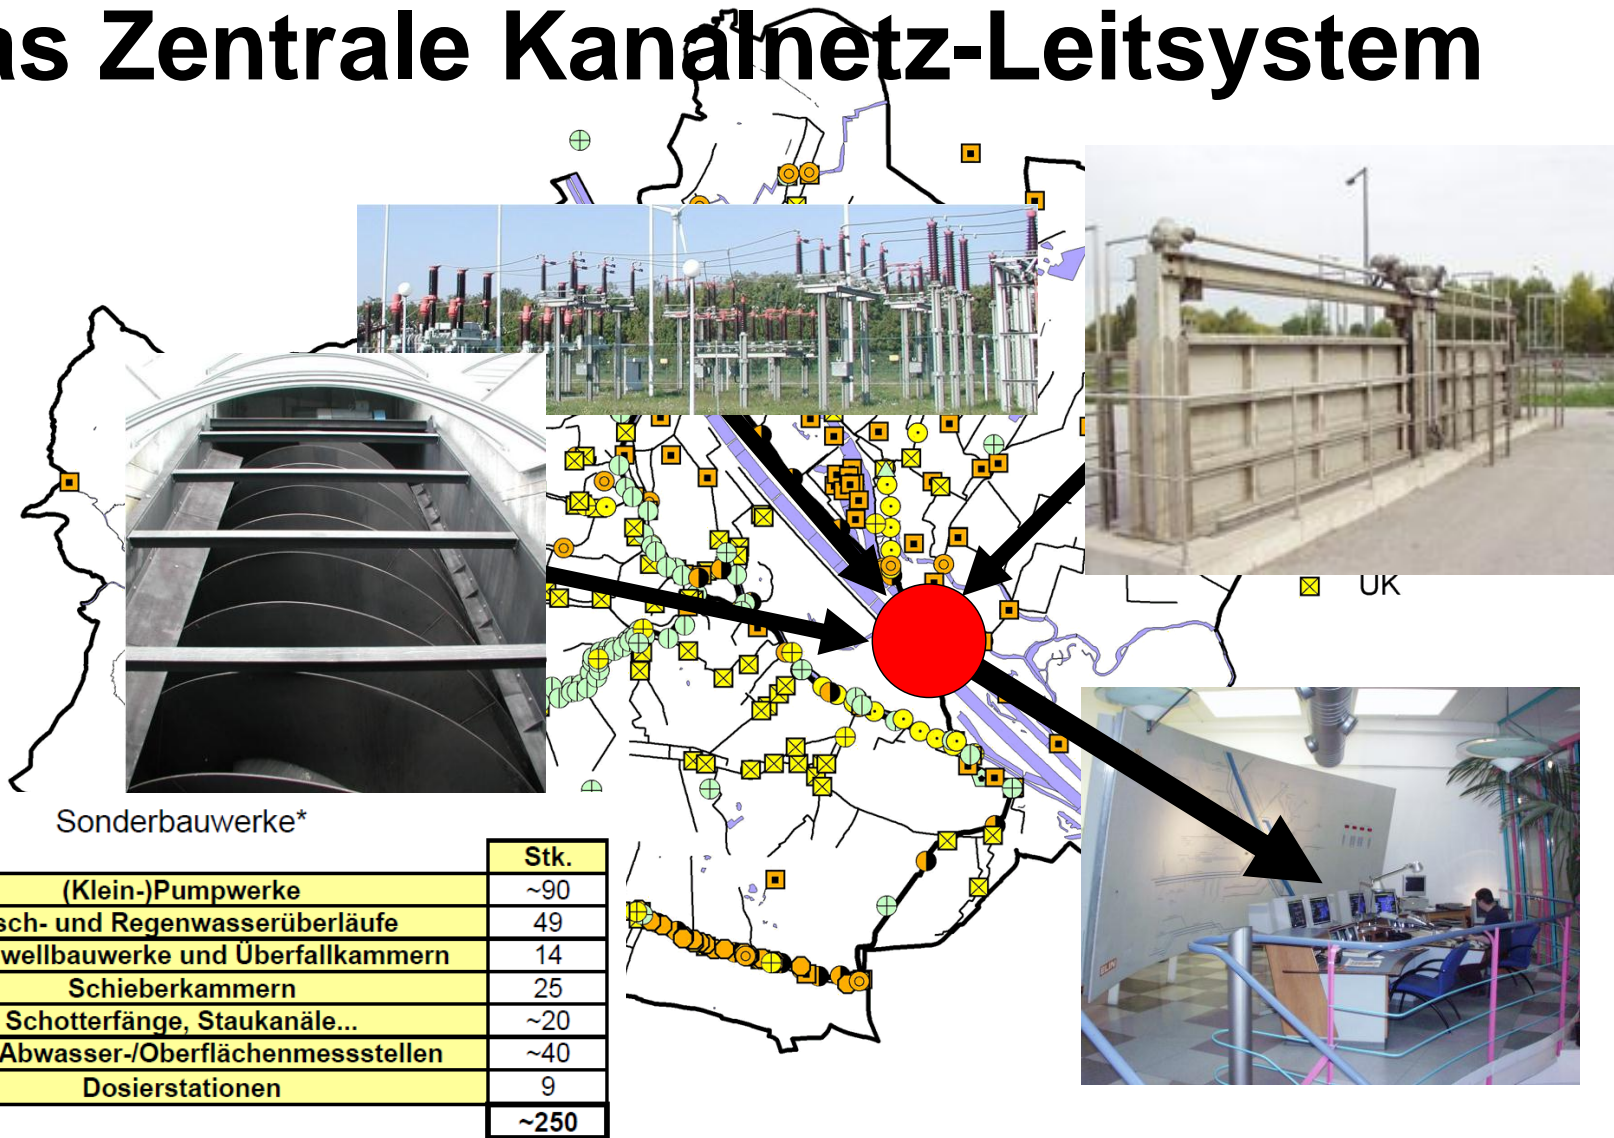 as Zentrale Kanalnetz-Leitsystem
UK
Sonderbauwerke*
Stk.
(Klein-)Pumpwerke ~90
sch- und Regenwasserüberläufe 49
wellbauwerke und Überfallkammern 14
Schieberkammern 25
Schotterfänge, Staukanäle... ~20
Abwasser-/Oberflächenmessstellen ~40
Dosierstationen 9
~250